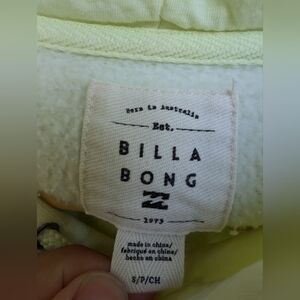 Born in Australia
Est.
BILLA
BONG
1973
made in china/
fabriqué en chine/
hecho en china
S/P/CH